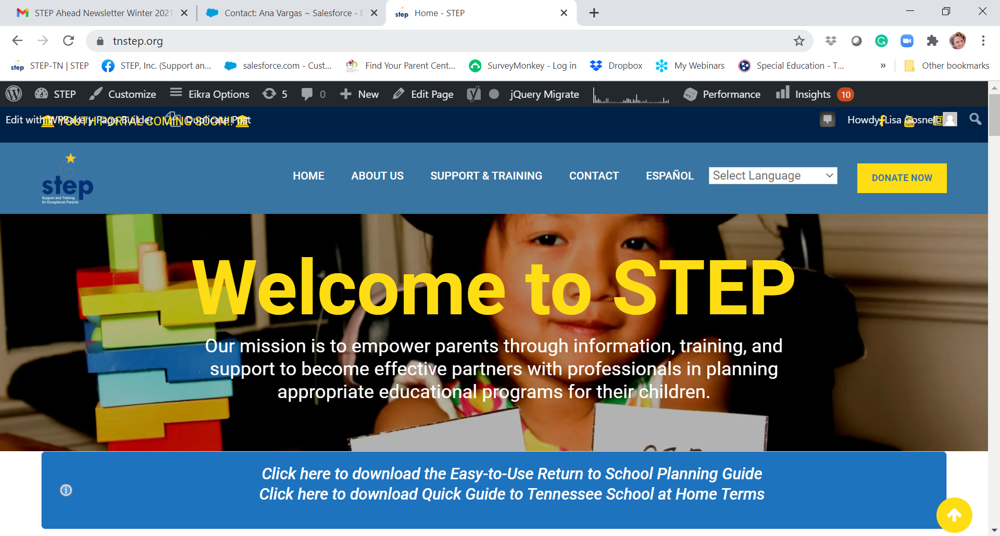 STEP Ahead Newsletter Winter 2021
Contact: Ana Vargas ~ Salesforce - E
step
Home - STEP
tnstep.org
step
STEP-TN | STEP
STEP, Inc. (Support an...
salesforce.com - Cust...
Find Your Parent Cent...
SurveyMonkey - Log in
Dropbox
My Webinars
Special Education - T...
»
Other bookmarks
STEP
Customize
Eikra Options
5
0
New
Edit Page
jQuery Migrate
Performance
Insights
10
Edit with WPBakery Page Builder
YOUTH PORTAL COMING SOON!!
Duplicate Post
Howdy, Lisa Cosnell
step
Support and Training
for Exceptional Parents
HOME
ABOUT US
SUPPORT & TRAINING
CONTACT
ESPAÑOL
Select Language
DONATE NOW
Welcome to STEP
Our mission is to empower parents through information, training, and
support to become effective partners with professionals in planning
appropriate educational programs for their children.
Click here to download the Easy-to-Use Return to School Planning Guide
Click here to download Quick Guide to Tennessee School at Home Terms